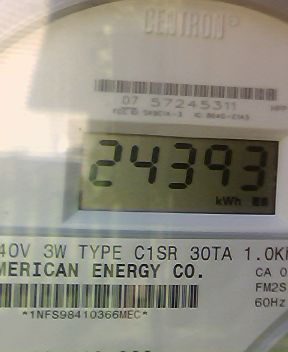 CENTRON®
07 57245311
24393
kWh
40V 3W TYPE C1SR 30TA 1.0K
MERICAN ENERGY CO.
CA 0
FM2S
60Hz
*1NFS98410366MEC*